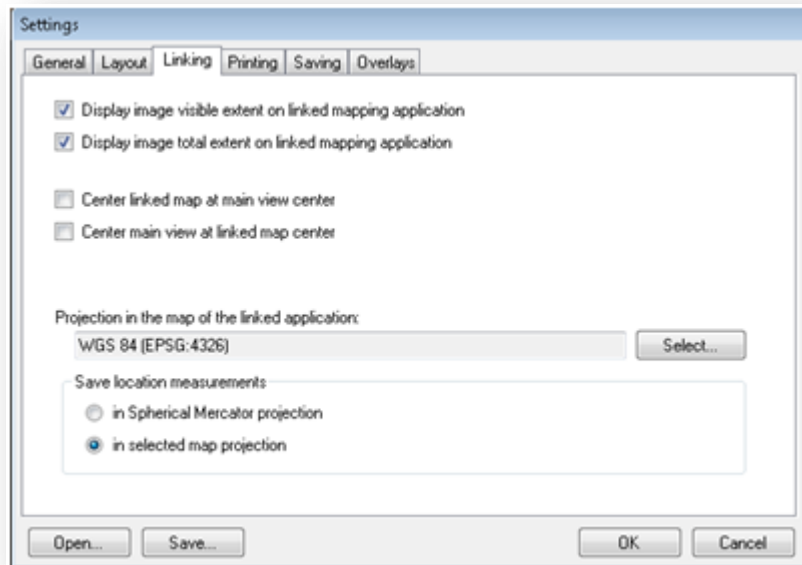 Settings
General Layout Linking Printing Saving Overlays
Display image visible extent on linked mapping application
Display image total extent on linked mapping application
Center linked map at main view center
Center main view at linked map center
Projection in the map of the linked application:
WGS 84 (EPSG:4326) Select...
Save location measurements
in Spherical Mercator projection
in selected map projection
Open... Save... OK Cancel